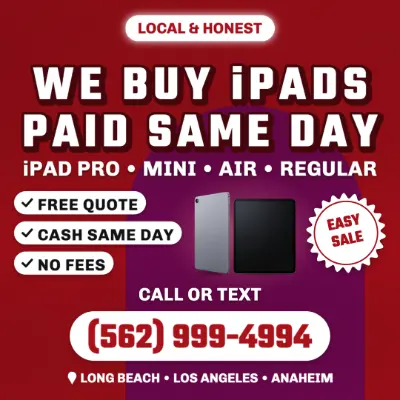 LOCAL & HONEST
WE BUY iPADS
PAID SAME DAY
iPAD PRO • MINI • AIR • REGULAR
✓ FREE QUOTE
✓ CASH SAME DAY
✓ NO FEES
EASY
SALE
CALL OR TEXT
(562) 999-4994
LONG BEACH • LOS ANGELES • ANAHEIM